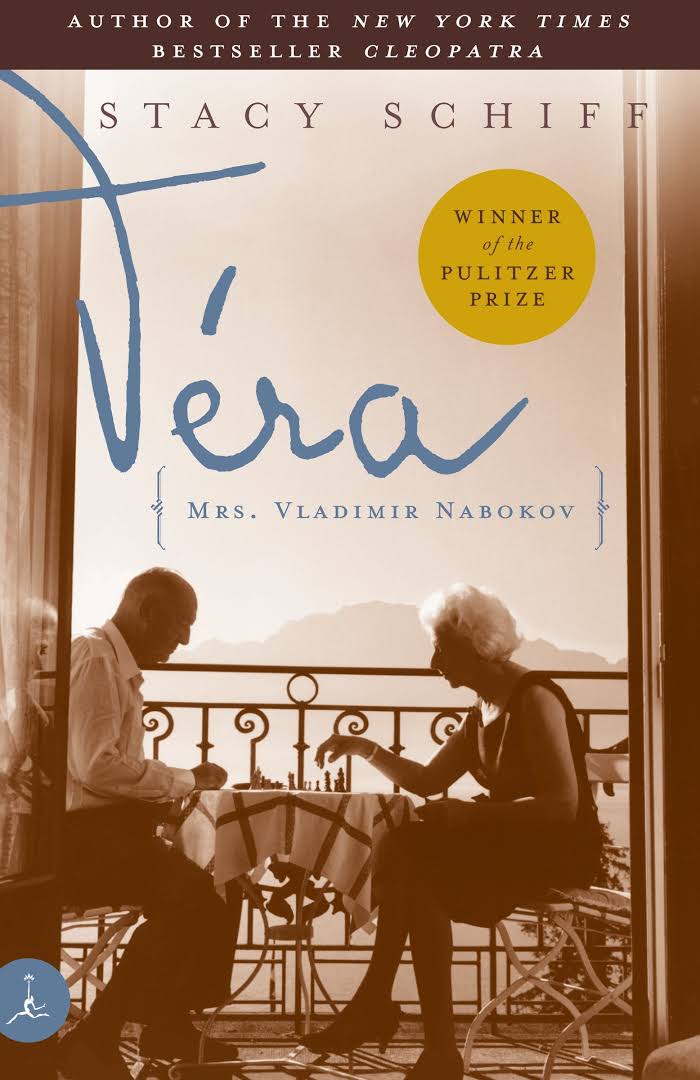 AUTHOR OF THE NEW YORK TIMES
BESTSELLER CLEOPATRA
STACY SCHIFF
WINNER
of the
PULITZER
PRIZE
Véra
MRS. VLADIMIR NABOKOV